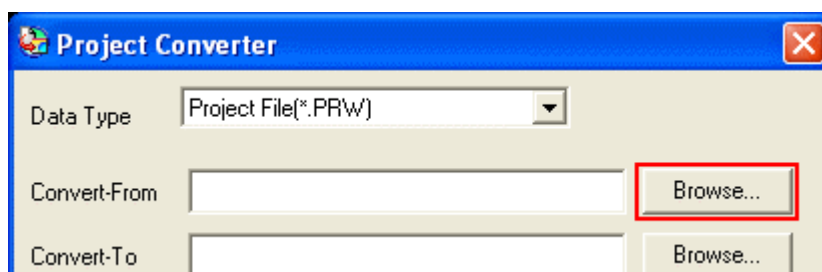 Project Converter
Data Type Project File(*.PRW)
Convert-From Browse...
Convert-To Browse...